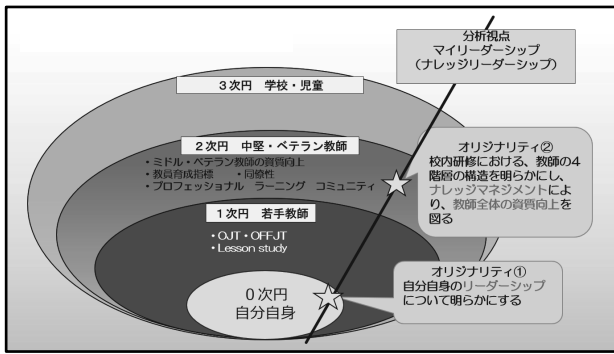 分析視点
マイリーダーシップ
（ナレッジリーダーシップ）
3次円　学校・児童
2次円　中堅・ベテラン教師
・ミドル・ベテラン教師の資質向上
・教員育成指標　・同僚性
・プロフェッショナル　ラーニング　コミュニティ
オリジナリティ②
校内研修における、教師の4
階層の構造を明らかにし、
ナレッジマネジメントによ
り、教師全体の資質向上を
図る
1次円　若手教師
・OJT・OFFJT
・Lesson study
オリジナリティ①
自分自身のリーダーシップ
について明らかにする
0次円
自分自身